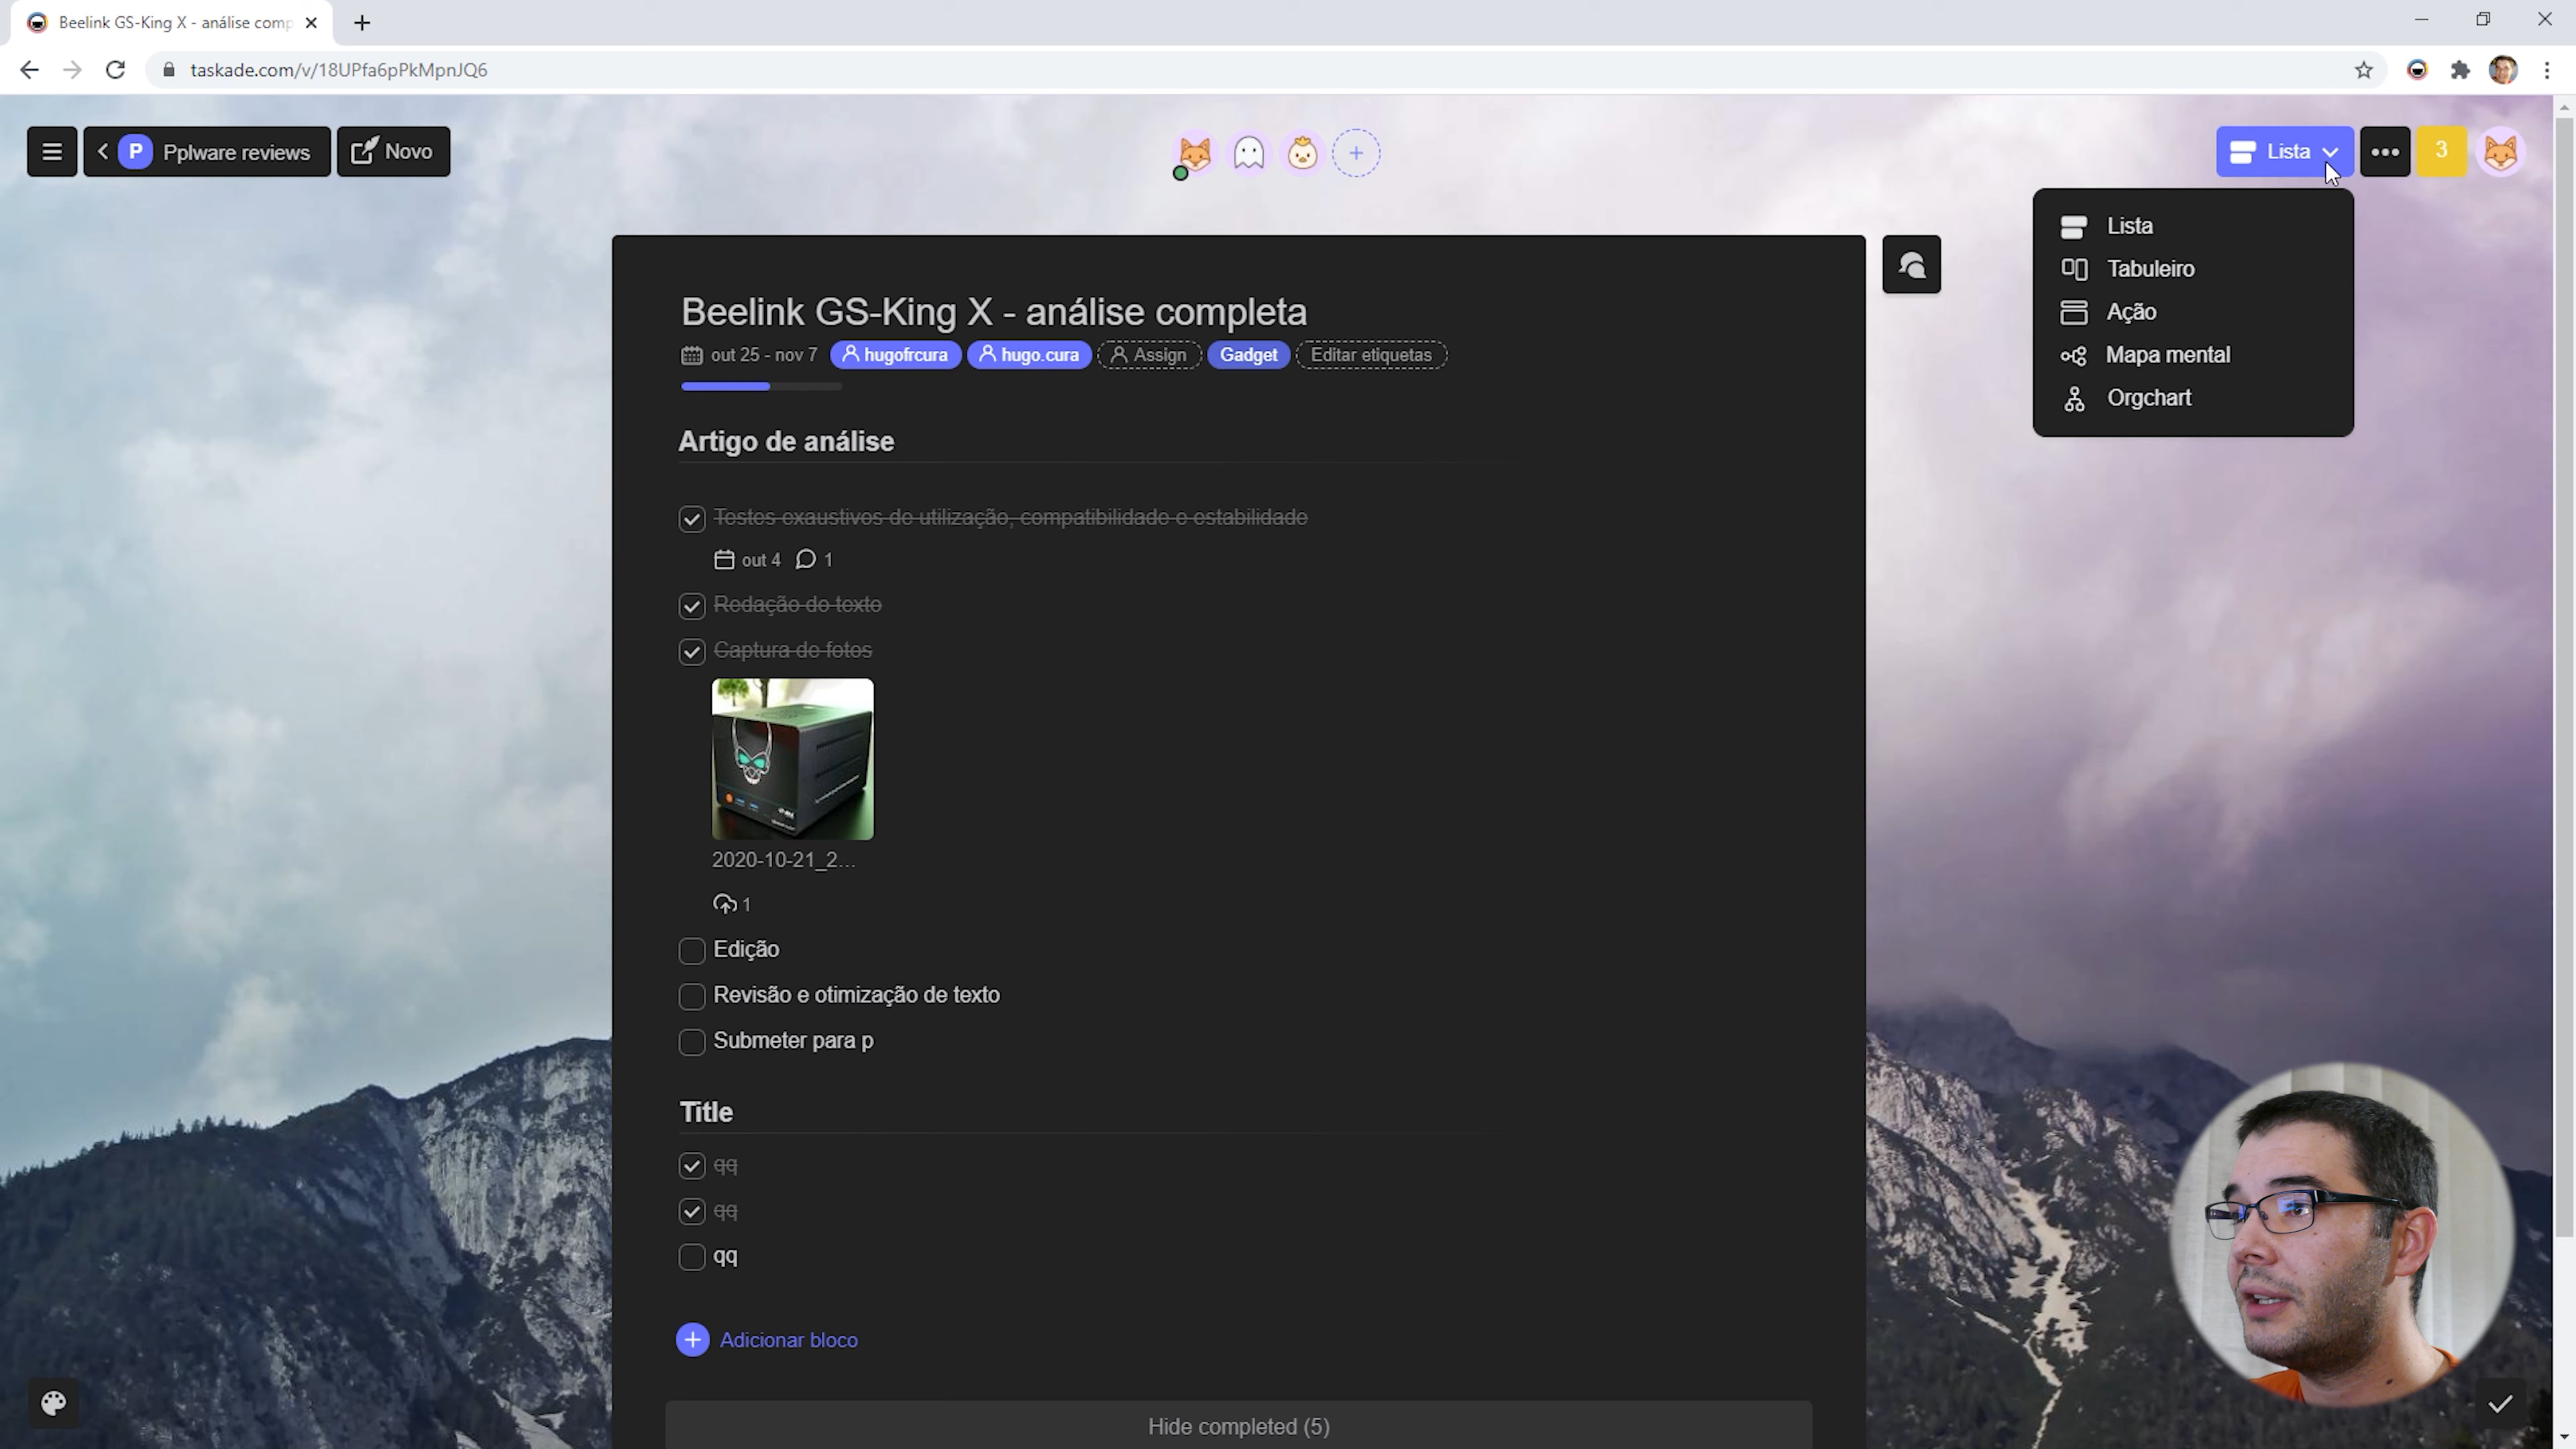 Beelink GS-King X - análise comp
taskade.com/v/18UPfa6pPkMpnJQ6
P Pplware reviews
Novo
Lista
3
Lista
Tabuleiro
Ação
Mapa mental
Orgchart
Beelink GS-King X - análise completa
out 25 - nov 7 hugofrcura hugo.cura Assign Gadget Editar etiquetas
Artigo de análise
Testes exaustivos de utilização, compatibilidade e estabilidade
out 4 1
Redação do texto
Captura de fotos
2020-10-21_2...
1
Edição
Revisão e otimização de texto
Submeter para p
Title
qq
qq
qq
Adicionar bloco
Hide completed (5)